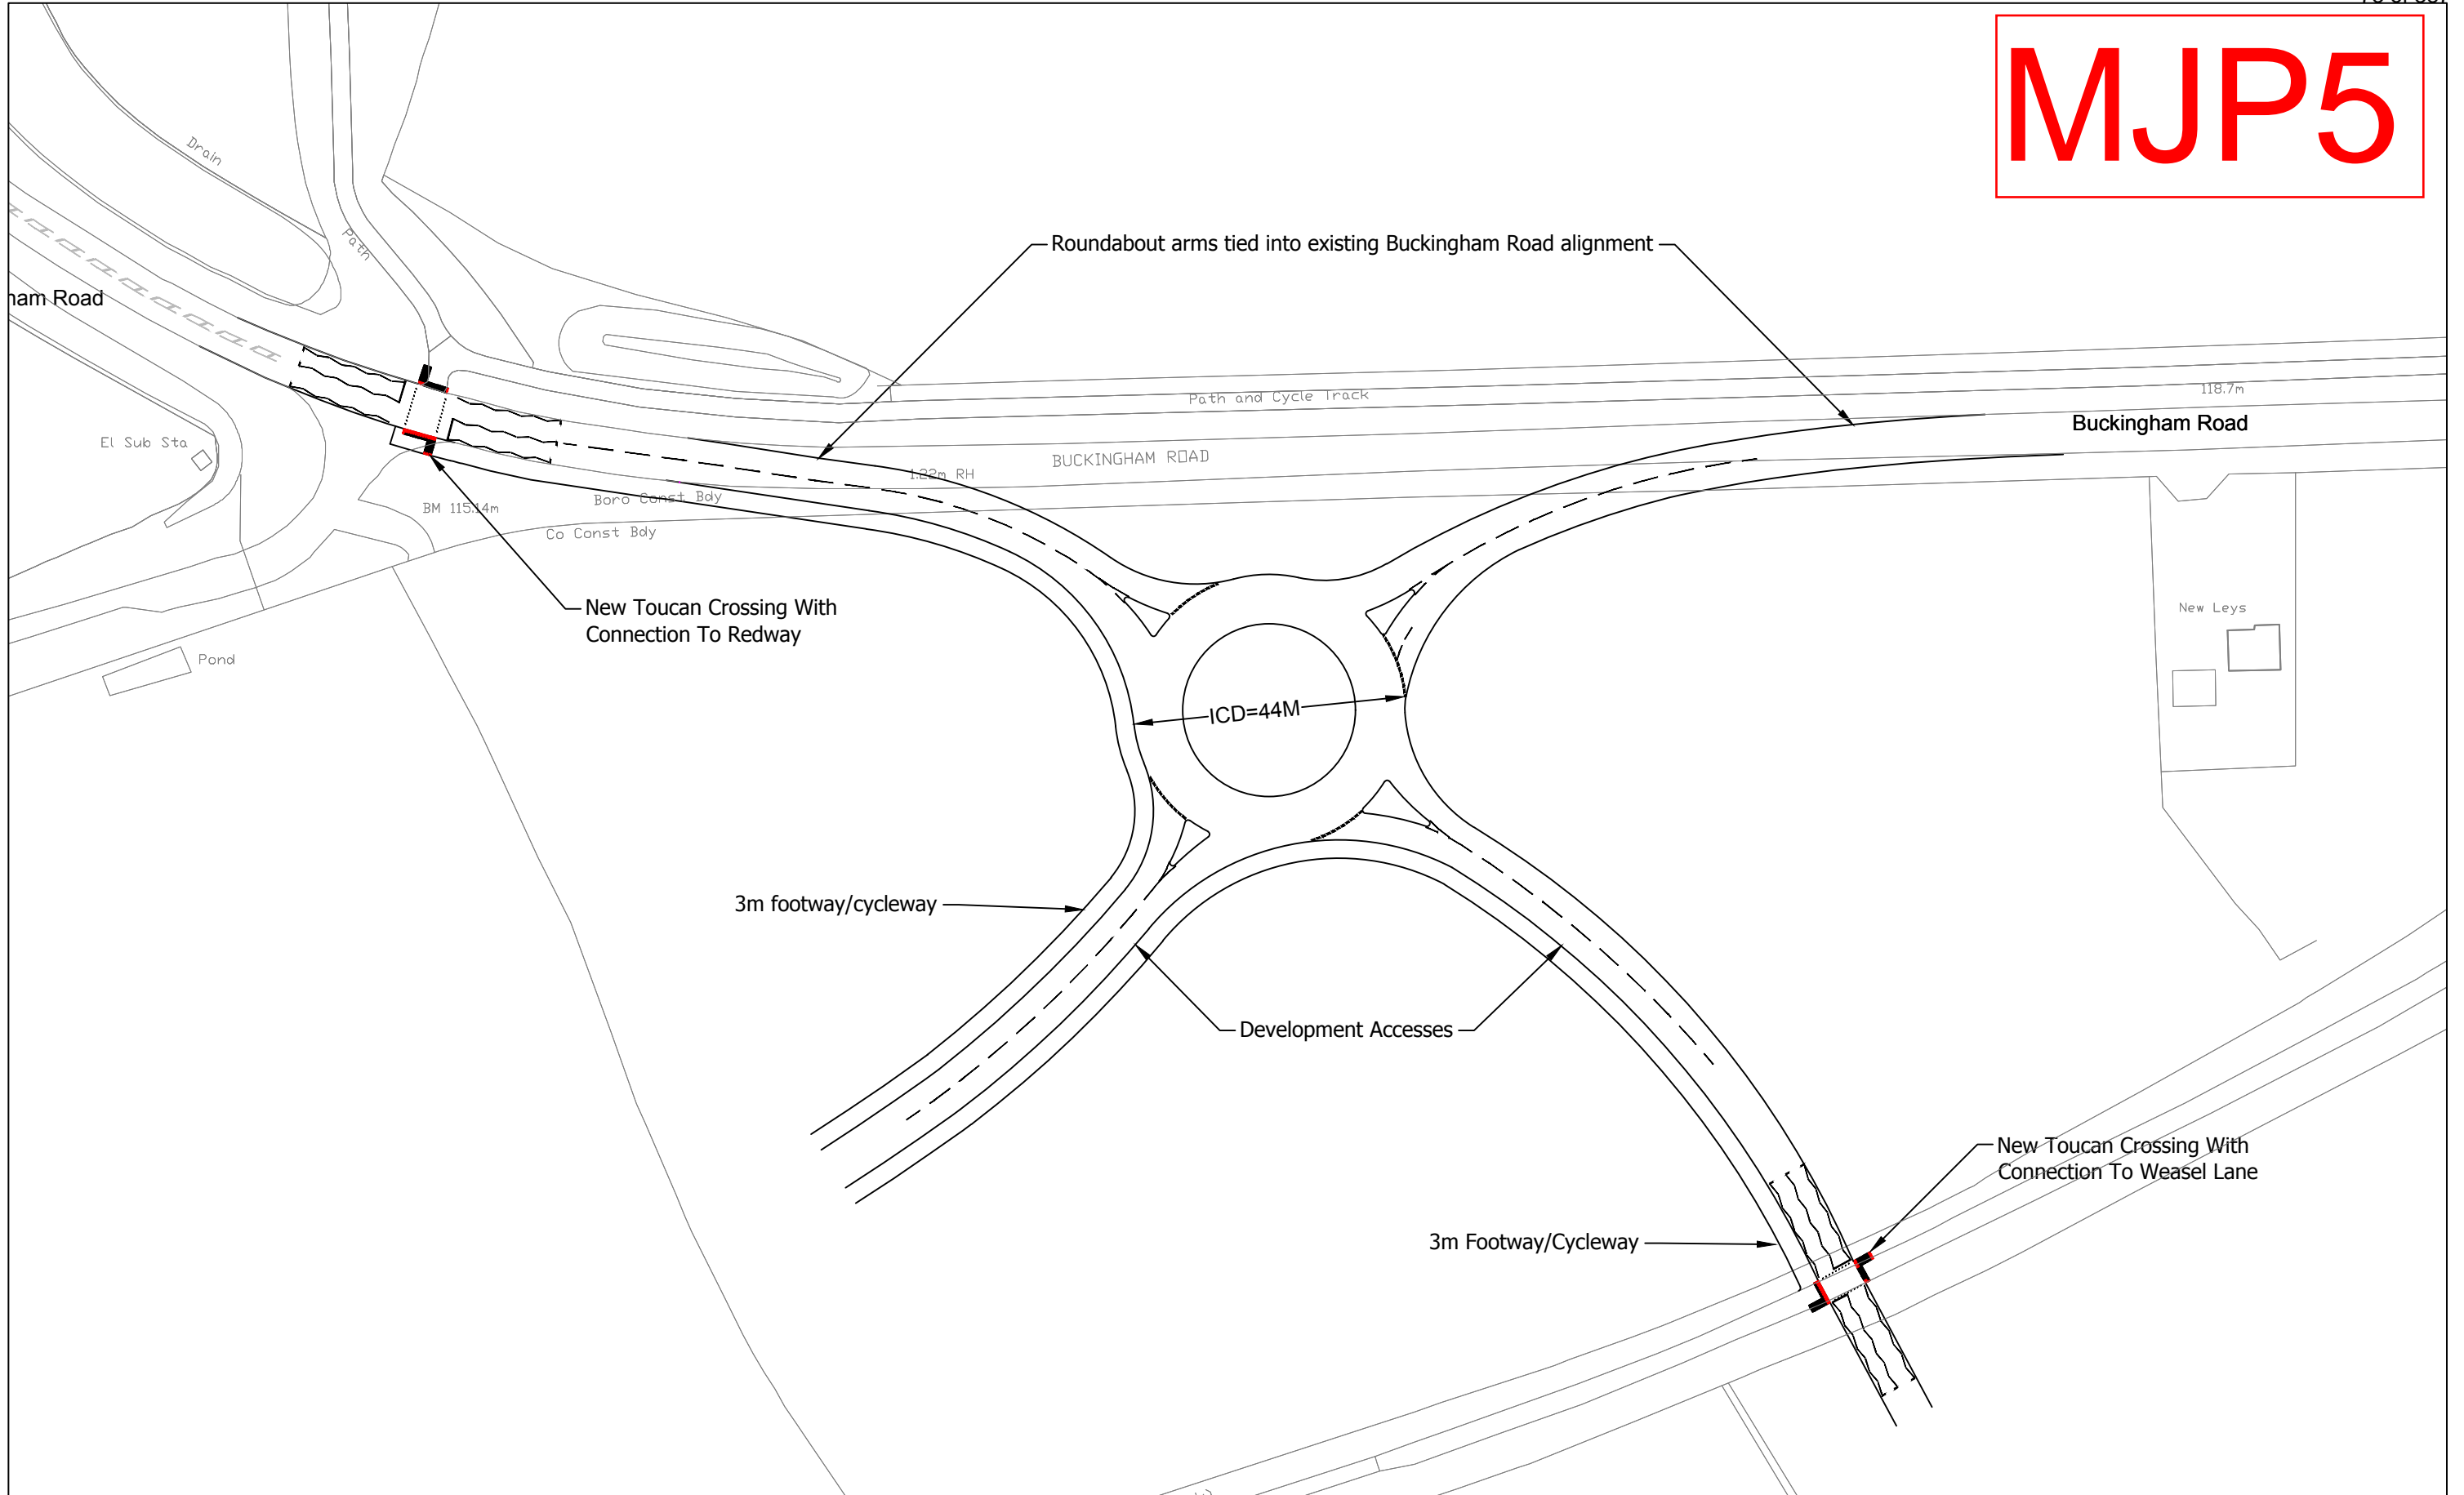 MJP5
Drain
Path
Roundabout arms tied into existing Buckingham Road alignment
ham Road
118.7m
Path and Cycle Track
Buckingham Road
El Sub Sta
BUCKINGHAM ROAD
1.22m RH
Boro Const Bdy
BM 115.14m
Co Const Bdy
New Toucan Crossing With
Connection To Redway
New Leys
Pond
ICD=44M
3m footway/cycleway
Development Accesses
New Toucan Crossing With
Connection To Weasel Lane
3m Footway/Cycleway